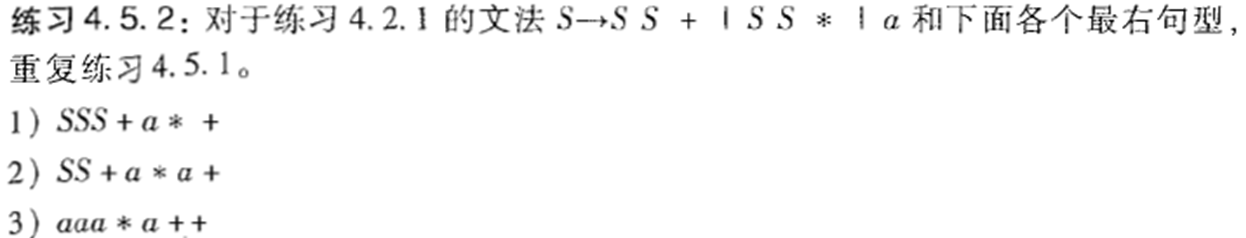 练习4.5.2：对于练习4.2.1的文法 S→S S + | S S * | a 和下面各个最右句型，
重复练习4.5.1。
1）SSS + a * +
2）SS + a * a +
3）aaa * a + +